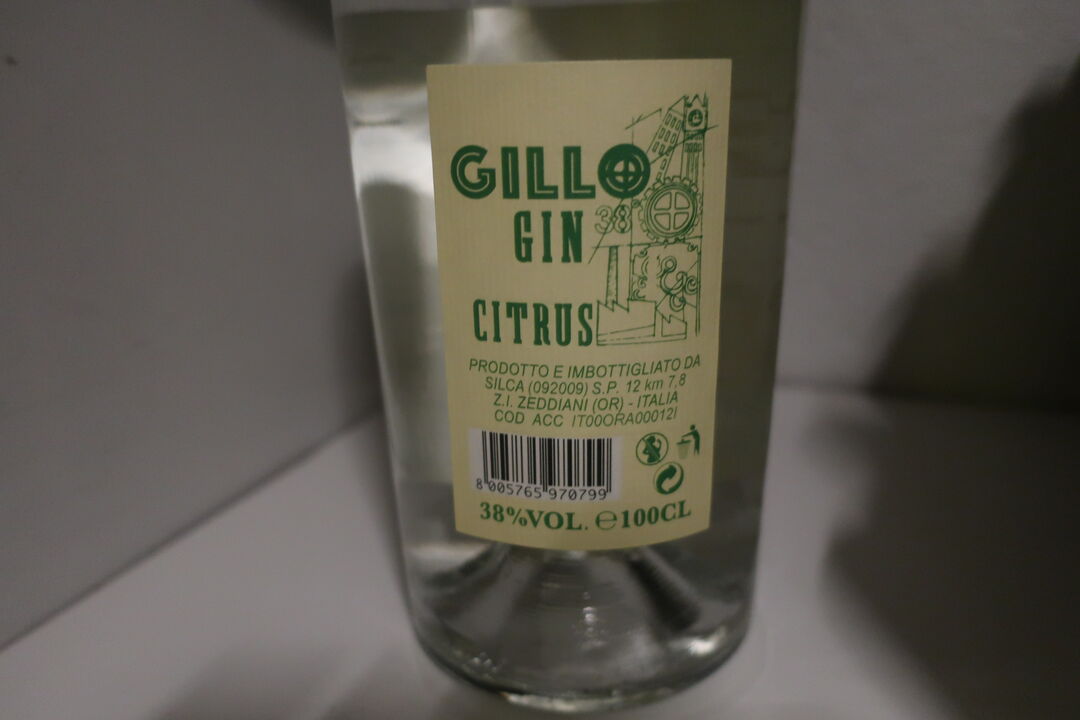 GILLO
GIN 38
CITRUS
PRODOTTO E IMBOTTIGLIATO DA
SILCA (092009) S.P. 12 km 7,8
Z.I. ZEDDIANI (OR) - ITALIA
COD ACC IT00ORA00012I
8 005765 970799
38%VOL. ℮100CL